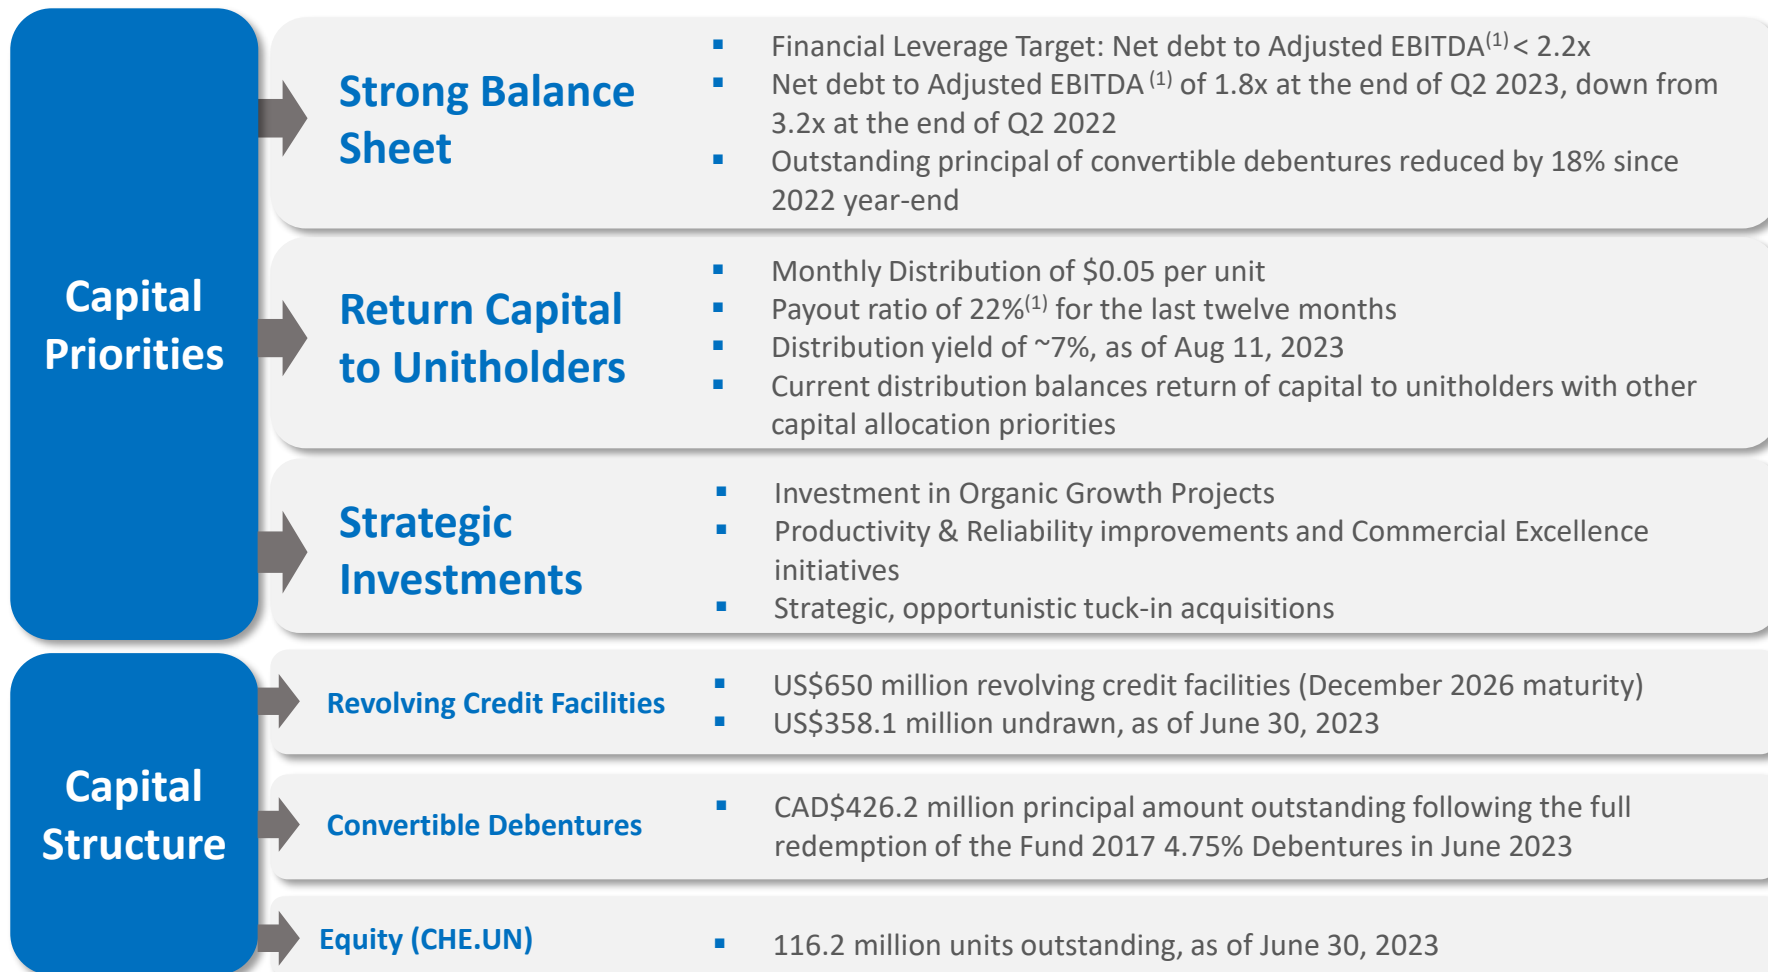 Capital
Priorities
Strong Balance
Sheet
▪ Financial Leverage Target: Net debt to Adjusted EBITDA(1) < 2.2x
▪ Net debt to Adjusted EBITDA (1) of 1.8x at the end of Q2 2023, down from
3.2x at the end of Q2 2022
▪ Outstanding principal of convertible debentures reduced by 18% since
2022 year-end
Return Capital
to Unitholders
▪ Monthly Distribution of $0.05 per unit
▪ Payout ratio of 22%(1) for the last twelve months
▪ Distribution yield of ~7%, as of Aug 11, 2023
▪ Current distribution balances return of capital to unitholders with other
capital allocation priorities
Strategic
Investments
▪ Investment in Organic Growth Projects
▪ Productivity & Reliability improvements and Commercial Excellence
initiatives
▪ Strategic, opportunistic tuck-in acquisitions
Capital
Structure
Revolving Credit Facilities
▪ US$650 million revolving credit facilities (December 2026 maturity)
▪ US$358.1 million undrawn, as of June 30, 2023
Convertible Debentures
▪ CAD$426.2 million principal amount outstanding following the full
redemption of the Fund 2017 4.75% Debentures in June 2023
Equity (CHE.UN)
▪ 116.2 million units outstanding, as of June 30, 2023